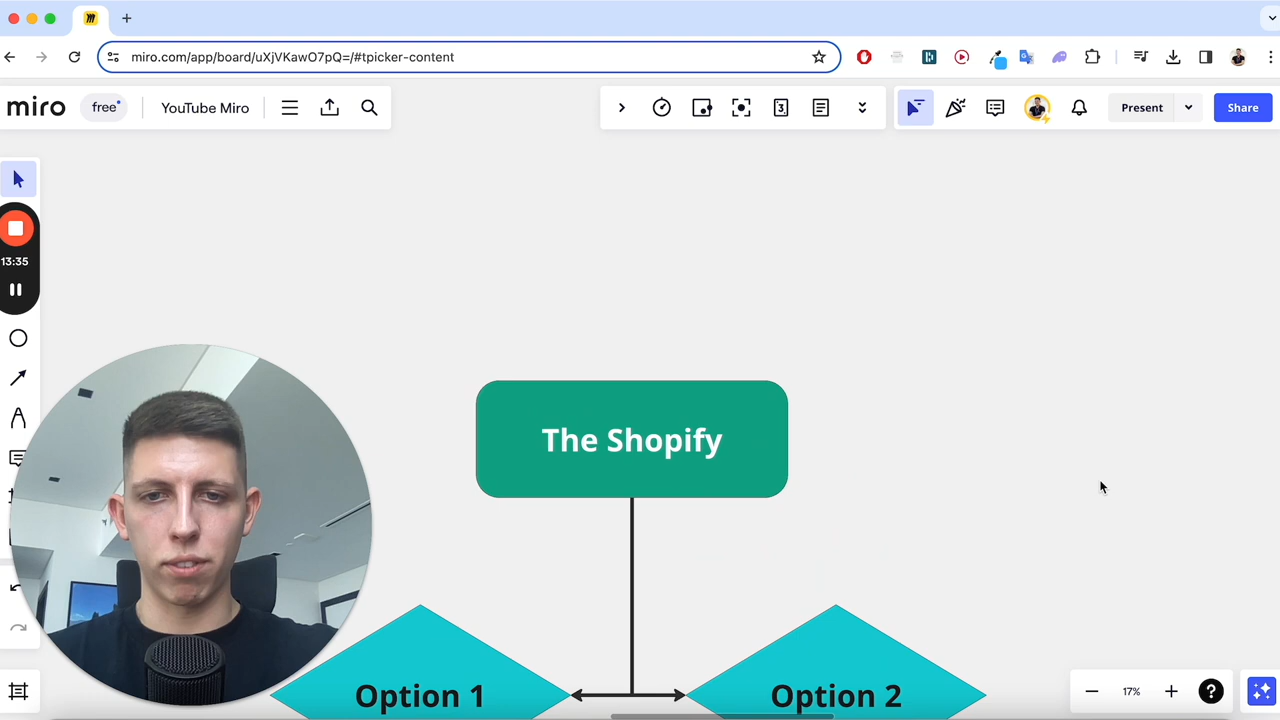 miro.com/app/board/uXjVKawO7pQ=/#tpicker-content
miro
free
YouTube Miro
3
Present
Share
13:35
The Shopify
Option 1
Option 2
17%
?